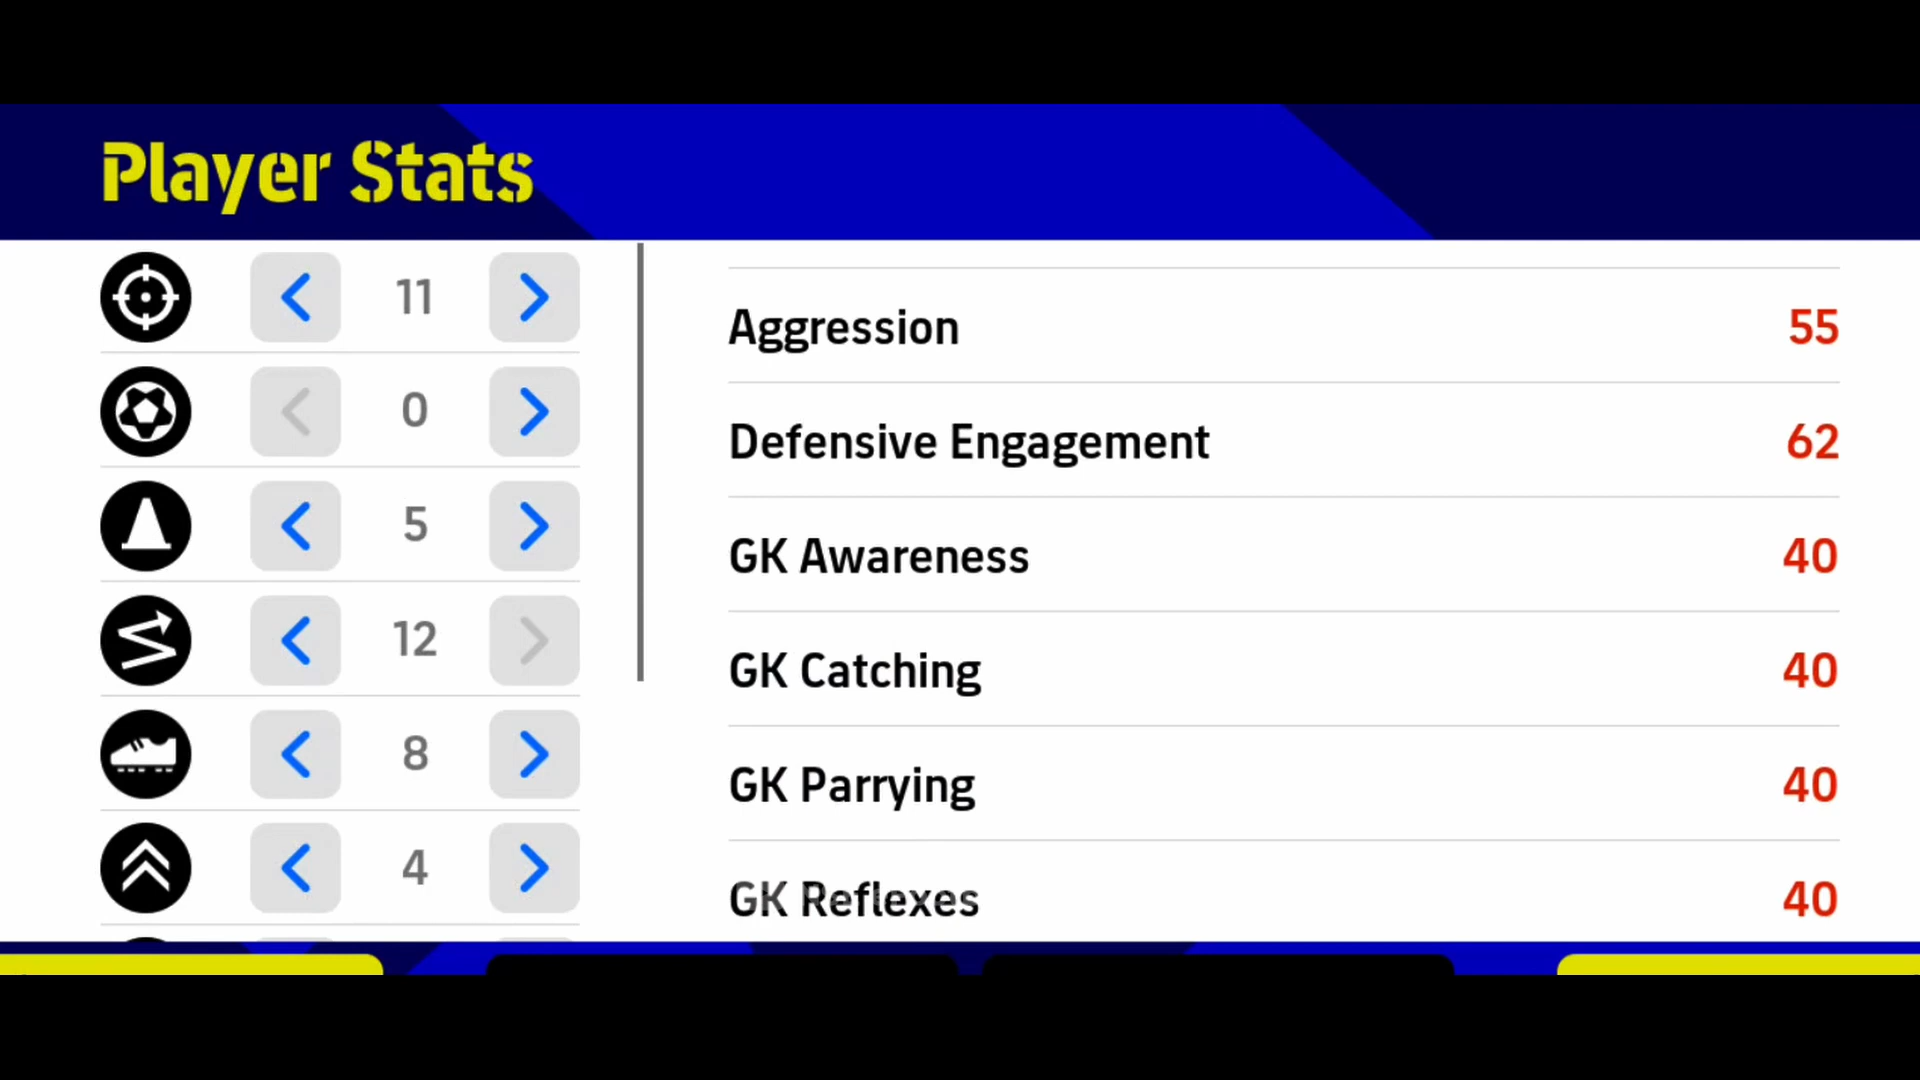 Player Stats
11
0
5
12
8
4
Aggression 55
Defensive Engagement 62
GK Awareness 40
GK Catching 40
GK Parrying 40
GK Reflexes 40